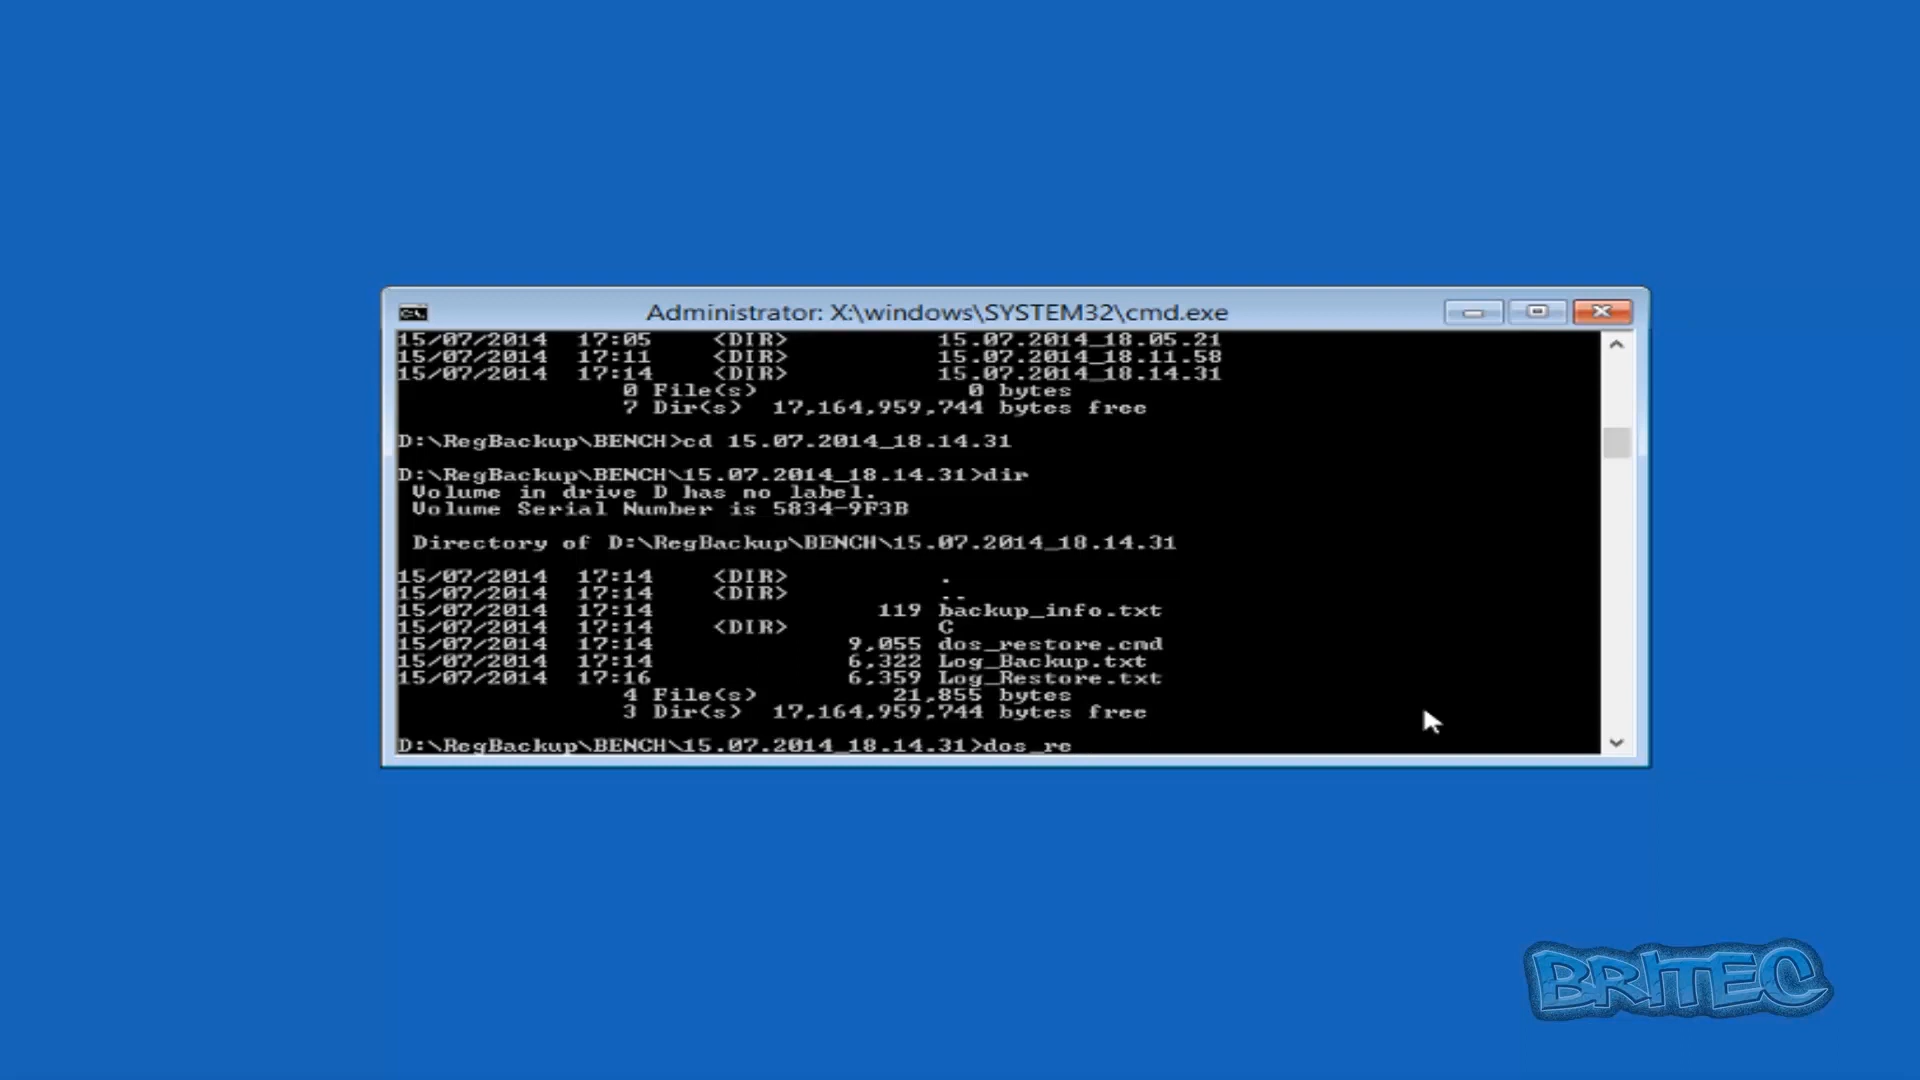 Administrator: X:\windows\SYSTEM32\cmd.exe
15/07/2014 17:05 <DIR> 15.07.2014_18.05.21
15/07/2014 17:11 <DIR> 15.07.2014_18.11.58
15/07/2014 17:14 <DIR> 15.07.2014_18.14.31
0 File(s) 0 bytes
7 Dir(s) 17,164,959,744 bytes free
D:\RegBackup\BENCH>cd 15.07.2014_18.14.31
D:\RegBackup\BENCH\15.07.2014_18.14.31>dir
Volume in drive D has no label.
Volume Serial Number is 5834-9F3B
Directory of D:\RegBackup\BENCH\15.07.2014_18.14.31
15/07/2014 17:14 <DIR> .
15/07/2014 17:14 <DIR> ..
15/07/2014 17:14 119 backup_info.txt
15/07/2014 17:14 <DIR> C
15/07/2014 17:14 9,055 dos_restore.cmd
15/07/2014 17:14 6,322 Log_Backup.txt
15/07/2014 17:16 6,359 Log_Restore.txt
4 File(s) 21,855 bytes
3 Dir(s) 17,164,959,744 bytes free
D:\RegBackup\BENCH\15.07.2014_18.14.31>dos_re
BRITEC